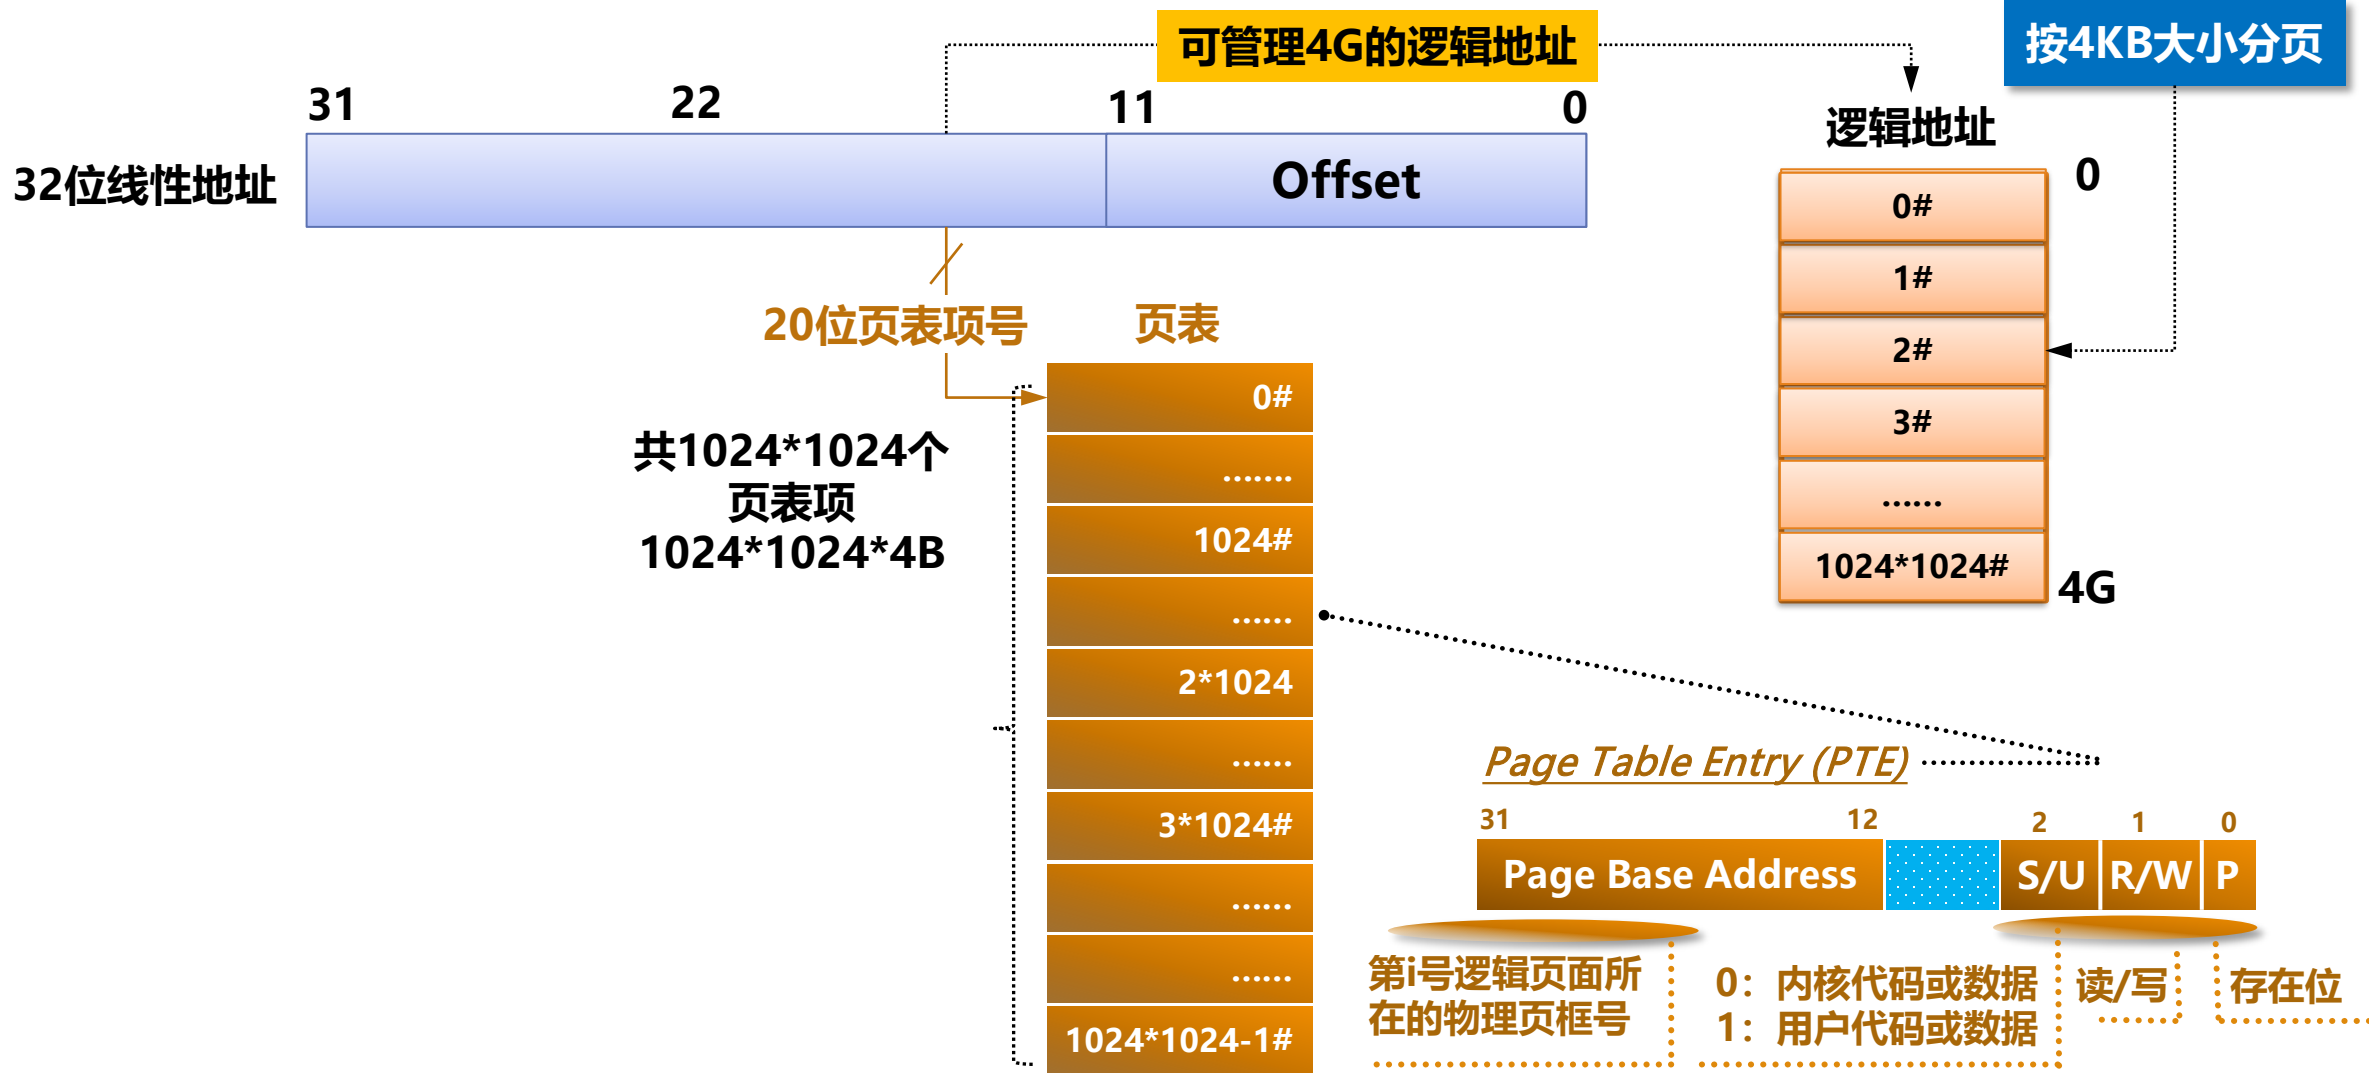 可管理4G的逻辑地址
按4KB大小分页
31
22
11
0
32位线性地址
Offset
逻辑地址
0
0#
1#
2#
3#
......
1024*1024#
4G
20位页表项号
页表
共1024*1024个
页表项
1024*1024*4B
0#
.......
1024#
......
2*1024
......
3*1024#
......
......
1024*1024-1#
Page Table Entry (PTE)
31
12
2
1
0
Page Base Address
S/U
R/W
P
第i号逻辑页面所
在的物理页框号
0：内核代码或数据
1：用户代码或数据
读/写
存在位